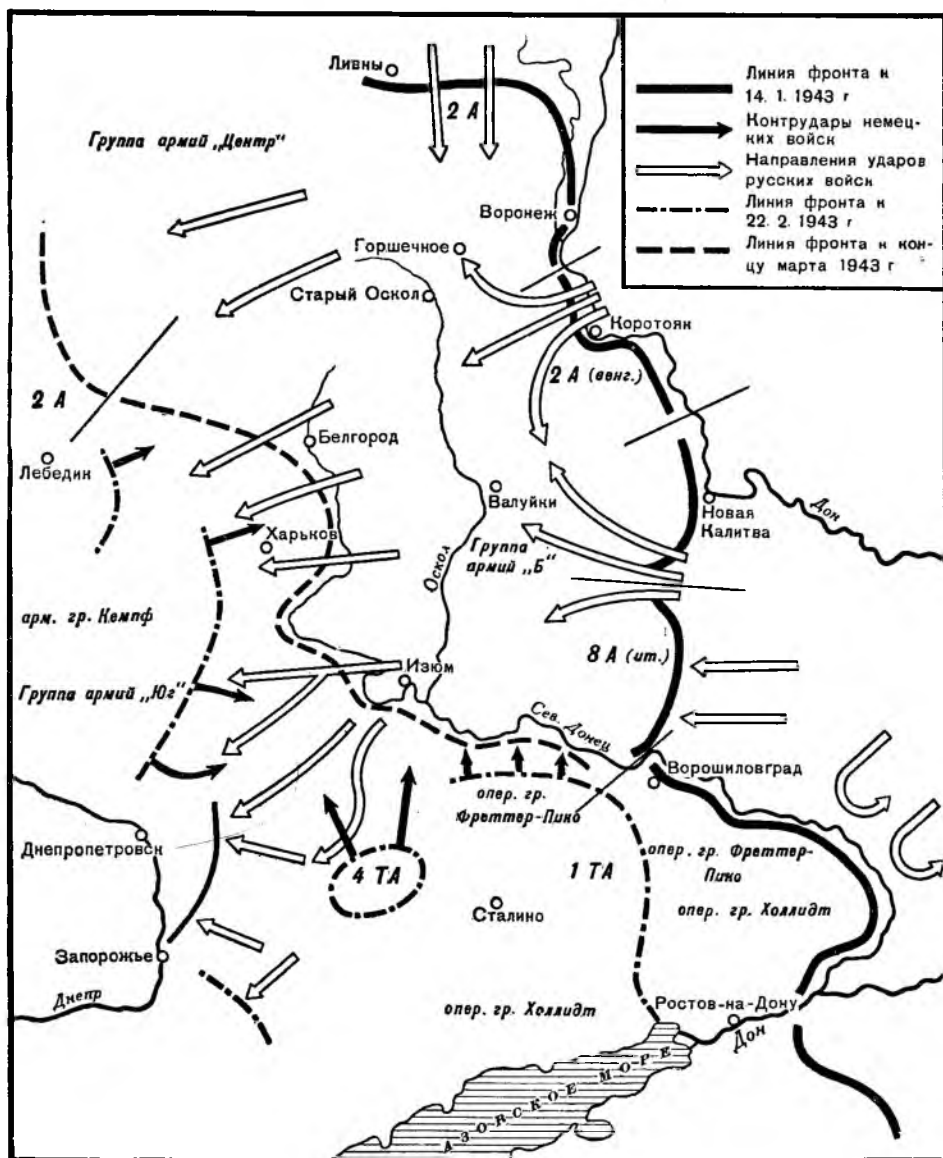 Линия фронта к
14. 1. 1943 г
Контрудары немец-
ких войск
Направления ударов
русских войск
Линия фронта к
22. 2. 1943 г
Линия фронта к кон-
цу марта 1943 г
Ливны
2 А
Группа армий „Центр"
Воронеж
Горшечное
Старый Оскол
Коротояк
2 А (венг.)
2 А
Белгород
Лебедин
Валуйки
Новая
Калитва
Дон
Харьков
Оскол
Группа
армий „Б"
арм. гр. Кемпф
8 А (ит.)
Группа армий „Юг"
Изюм
Сев. Донец
Ворошиловград
опер. гр.
Фреттер-Пико
Днепропетровск
4 ТА
1 ТА
опер. гр. Фреттер-
Пико
Сталино
опер. гр. Холлидт
Запорожье
Днепр
опер. гр. Холлидт
Ростов-на-Дону
Дон
АЗОВСКОЕ МОРЕ